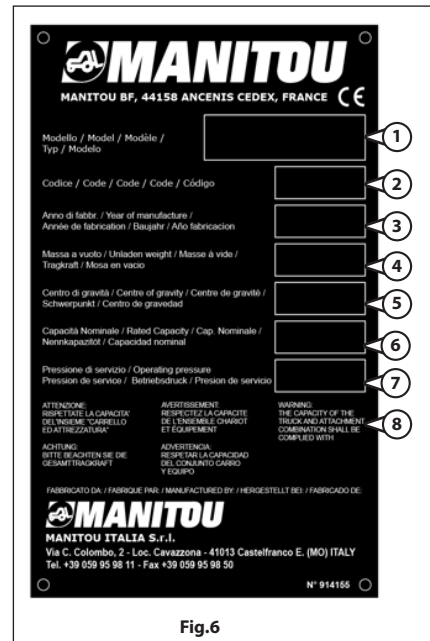 MANITOU
MANITOU BF, 44158 ANCENIS CEDEX, FRANCE CE
Modello / Model / Modèle /
Typ / Modelo
1
Codice / Code / Code / Code / Código
2
Anno di fabbr. / Year of manufacture /
Année de fabrication / Baujahr / Año fabricacion
3
Massa a vuoto / Unladen weight / Masse à vide /
Tragkraft / Mosa en vacio
4
Centro di gravità / Centre of gravity / Centre de gravité /
Schwerpunkt / Centro de gravedad
5
Capacità Nominale / Rated Capacity / Cap. Nominale /
Nennkapazitöt / Capacidad nominal
6
Pressione di servizio / Operating pressure
Pression de service / Betriebsdruck / Presion de servicio
7
ATTENZIONE:
RISPETTATE LA CAPACITA'
DEL'INSIEME "CARRELLO
ED ATTREZZATURA"
AVERTISSEMENT:
RESPECTEZ LA CAPACITE
DE L'ENSEMBLE CHARIOT
ET ÉQUIPEMENT
WARNING:
THE CAPACITY OF THE
TRUCK AND ATTACHMENT
COMBINATION SHALL BE
COMPLIED WITH
8
ACHTUNG:
BITTE BEACHTEN SIE DIE
GESAMTTRAGKRAFT
ADVERTENCIA:
RESPETAR LA CAPACIDAD
DEL CONJUNTO CARRO
Y EQUIPO
FABBRICATO DA: / FABRIQUE PAR: / MANUFACTURED BY: / HERGESTELLT BEI: / FABRICADO DE:
MANITOU
MANITOU ITALIA S.r.l.
Via C. Colombo, 2 - Loc. Cavazzona - 41013 Castelfranco E. (MO) ITALY
Tel. +39 059 95 98 11 - Fax +39 059 95 98 50
N° 914155
Fig.6